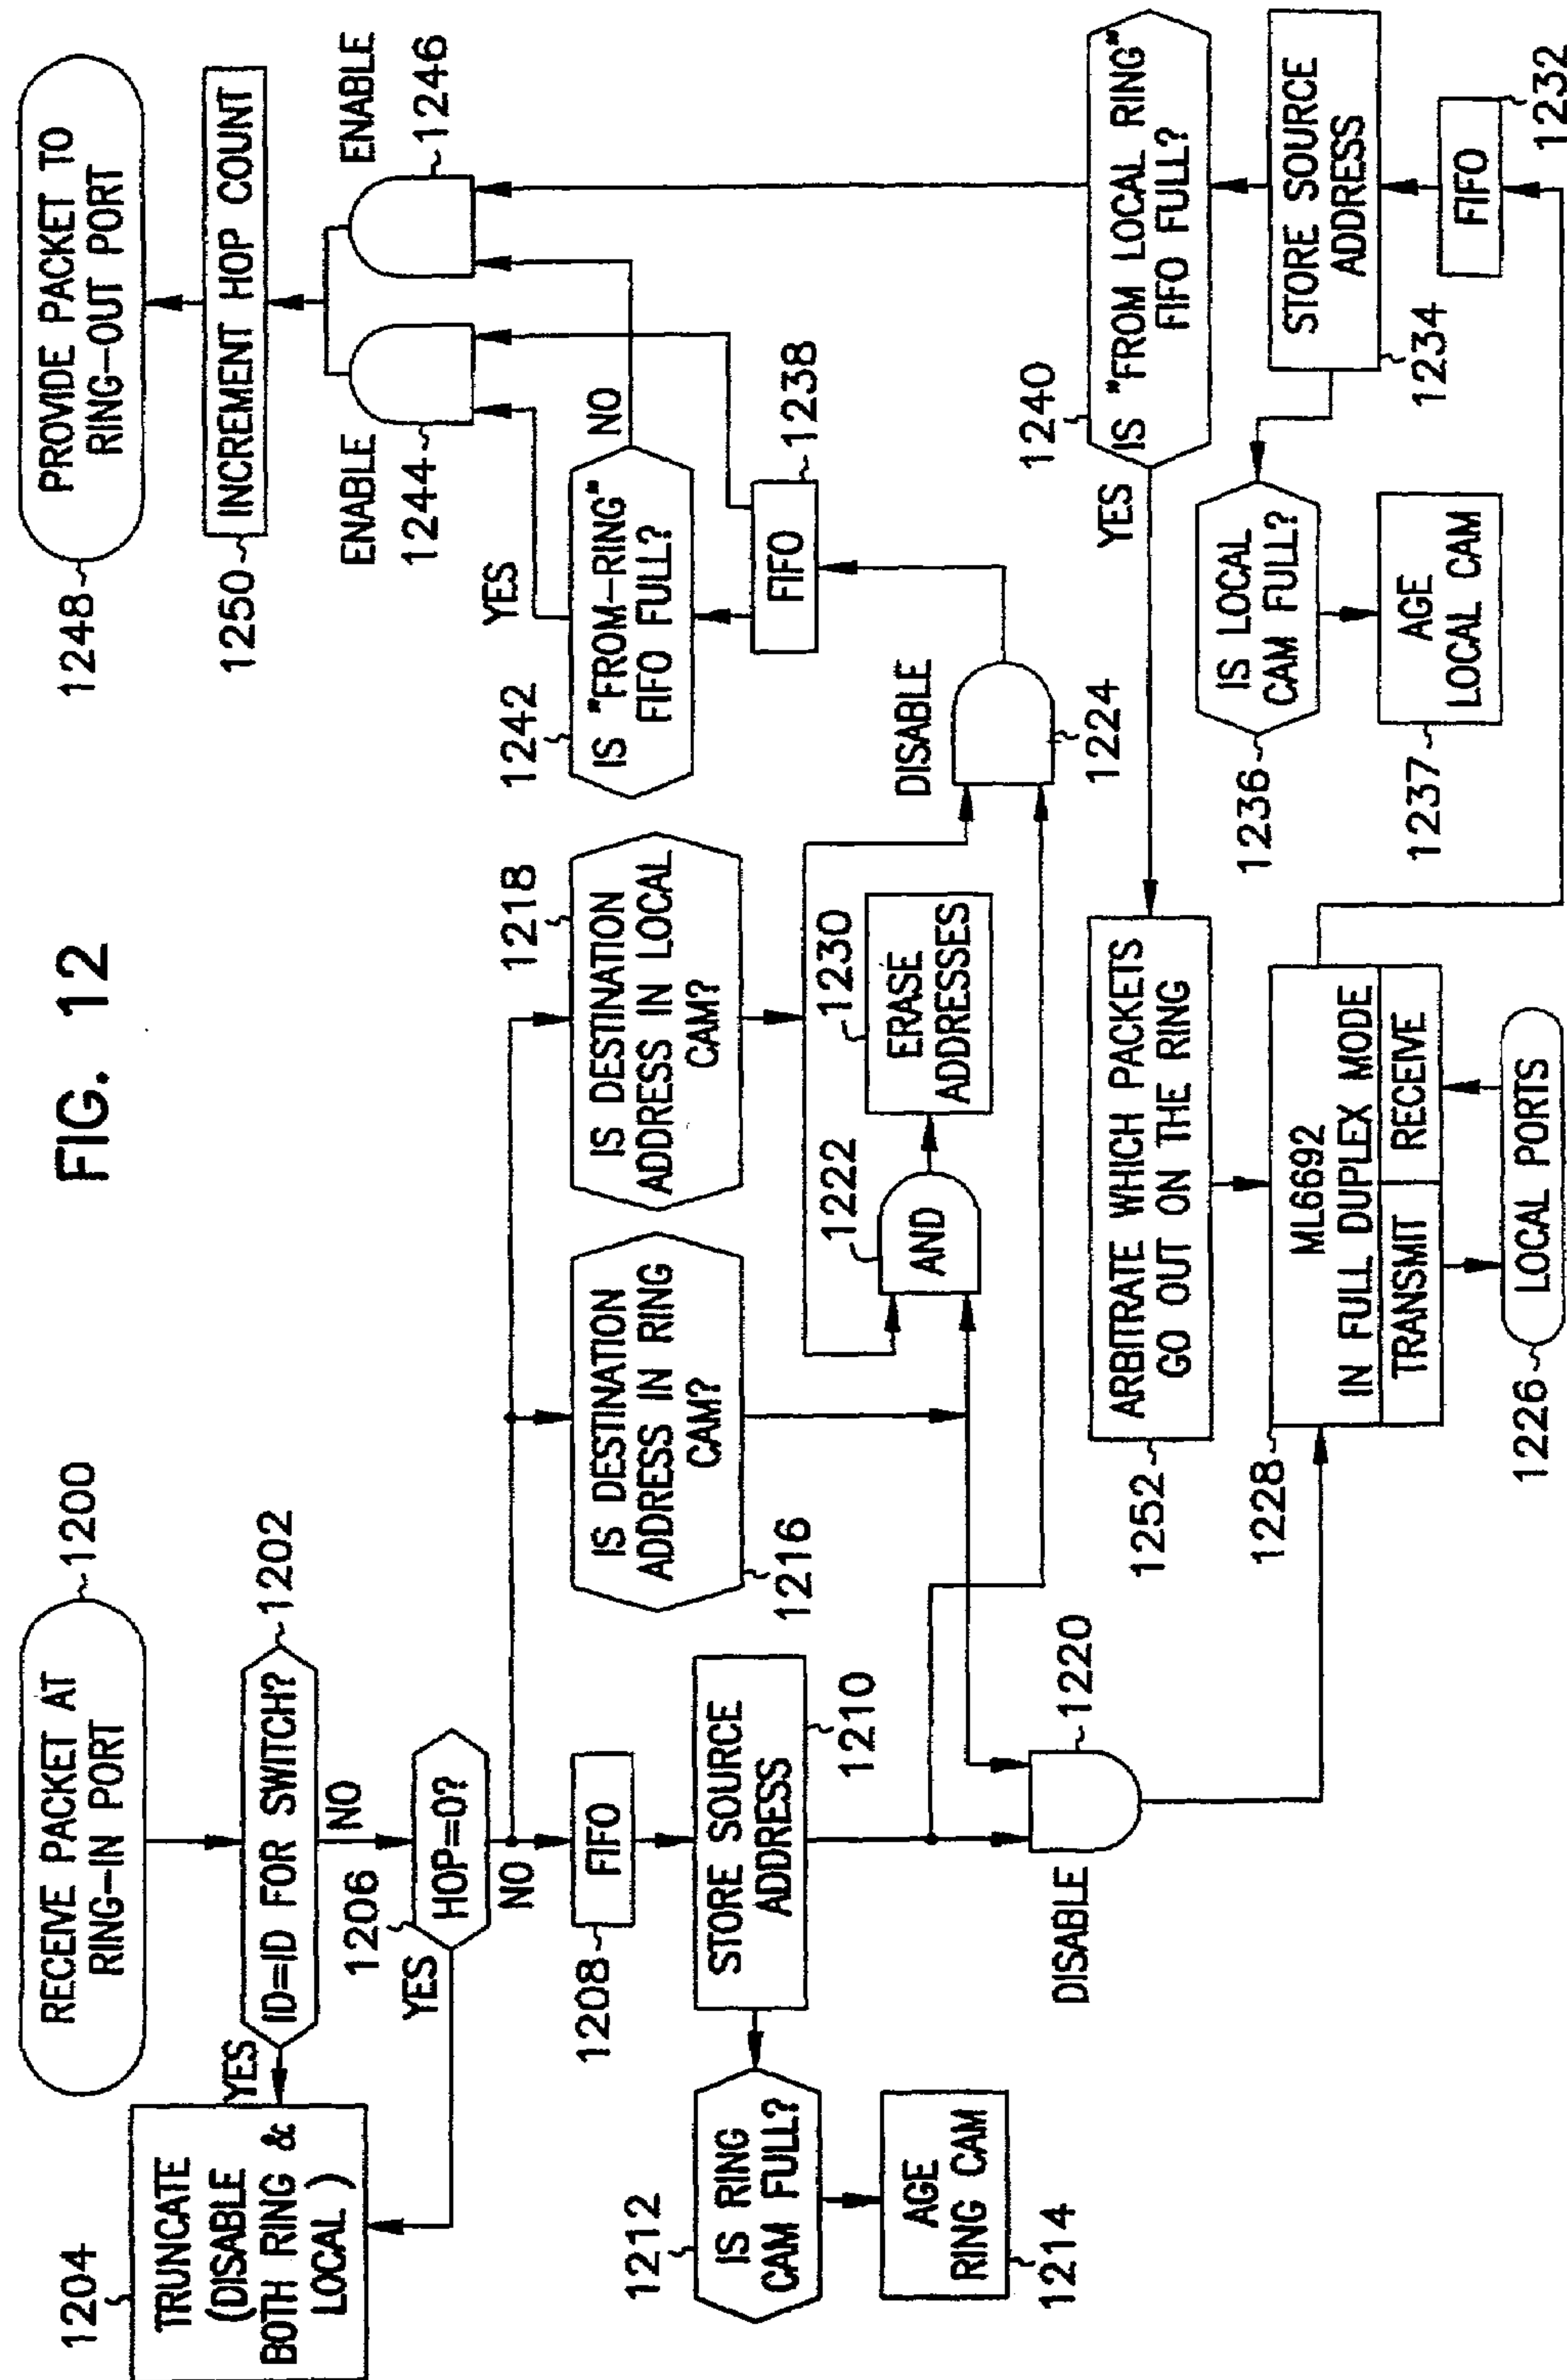 FIG. 12
RECEIVE PACKET AT
RING-IN PORT
1200
ID=ID FOR SWITCH?
1202
YES
NO
1204
TRUNCATE
(DISABLE
BOTH RING &
LOCAL )
1206
HOP=0?
YES
NO
1208
FIFO
STORE SOURCE
ADDRESS
1210
1212
IS RING
CAM FULL?
AGE
RING CAM
1214
IS DESTINATION
ADDRESS IN RING
CAM?
1216
1218
IS DESTINATION
ADDRESS IN LOCAL
CAM?
DISABLE
1220
1222
AND
1230
ERASE
ADDRESSES
DISABLE
1224
1248
PROVIDE PACKET TO
RING-OUT PORT
1250
INCREMENT HOP COUNT
ENABLE
1244
ENABLE
1246
1242
IS "FROM-RING"
FIFO FULL?
YES
NO
FIFO
1238
1240
IS "FROM LOCAL RING"
FIFO FULL?
YES
STORE SOURCE
ADDRESS
1234
FIFO
1232
1236
IS LOCAL
CAM FULL?
1237
AGE
LOCAL CAM
1252
ARBITRATE WHICH PACKETS
GO OUT ON THE RING
1228
ML6692
IN FULL DUPLEX MODE
TRANSMIT
RECEIVE
1226
LOCAL PORTS